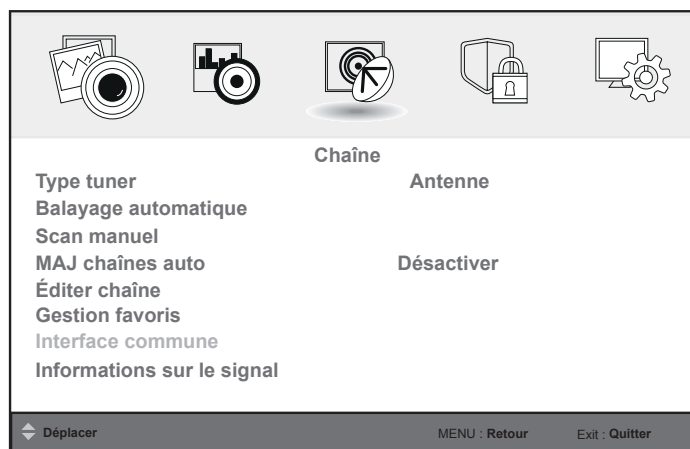 Chaîne
Type tuner Antenne
Balayage automatique
Scan manuel
MAJ chaînes auto Désactiver
Éditer chaîne
Gestion favoris
Interface commune
Informations sur le signal
Déplacer MENU : Retour Exit : Quitter